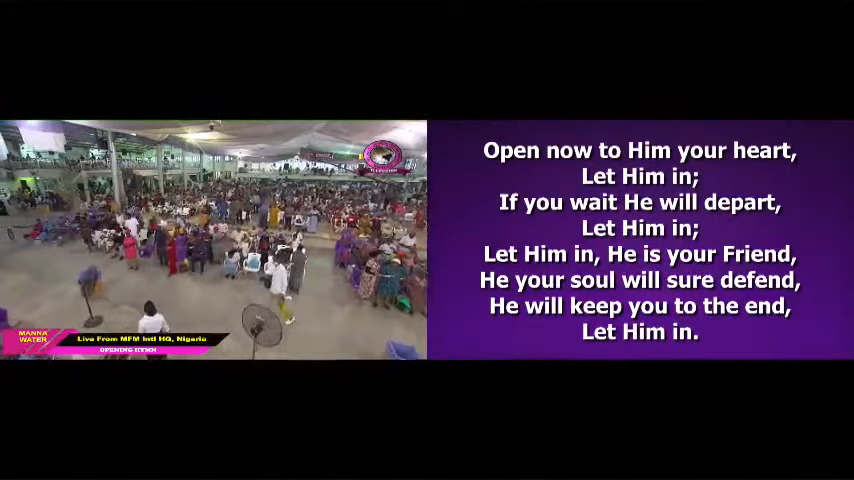 MANNA
WATER
Live From MFM Intl HQ, Nigeria
OPENING HYMN
Open now to Him your heart,
Let Him in;
If you wait He will depart,
Let Him in;
Let Him in, He is your Friend,
He your soul will sure defend,
He will keep you to the end,
Let Him in.